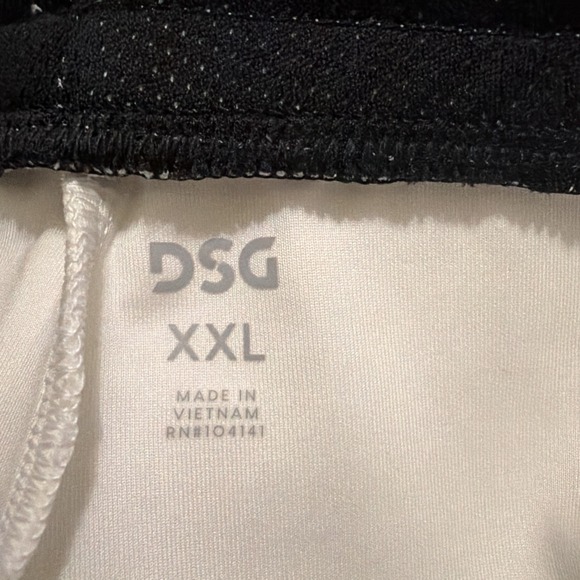 DSG
XXL
MADE IN
VIETNAM
RN#104141